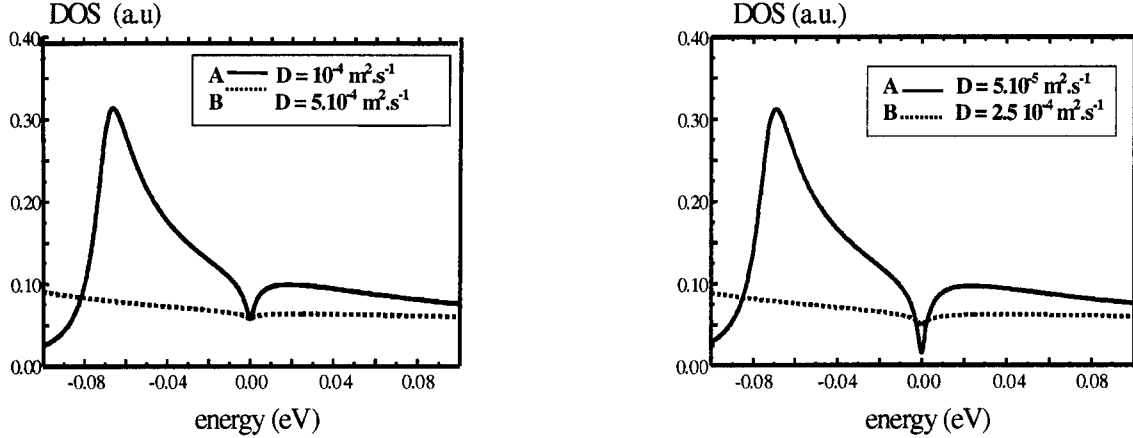 DOS (a.u)
0.40
0.30
0.20
0.10
0.00
A D = 10⁻⁴ m².s⁻¹
B D = 5.10⁻⁴ m².s⁻¹
-0.08 -0.04 0.00 0.04 0.08
energy (eV)
DOS (a.u.)
0.40
0.30
0.20
0.10
0.00
A D = 5.10⁻⁵ m².s⁻¹
B D = 2.5 10⁻⁴ m².s⁻¹
-0.08 -0.04 0.00 0.04 0.08
energy (eV)